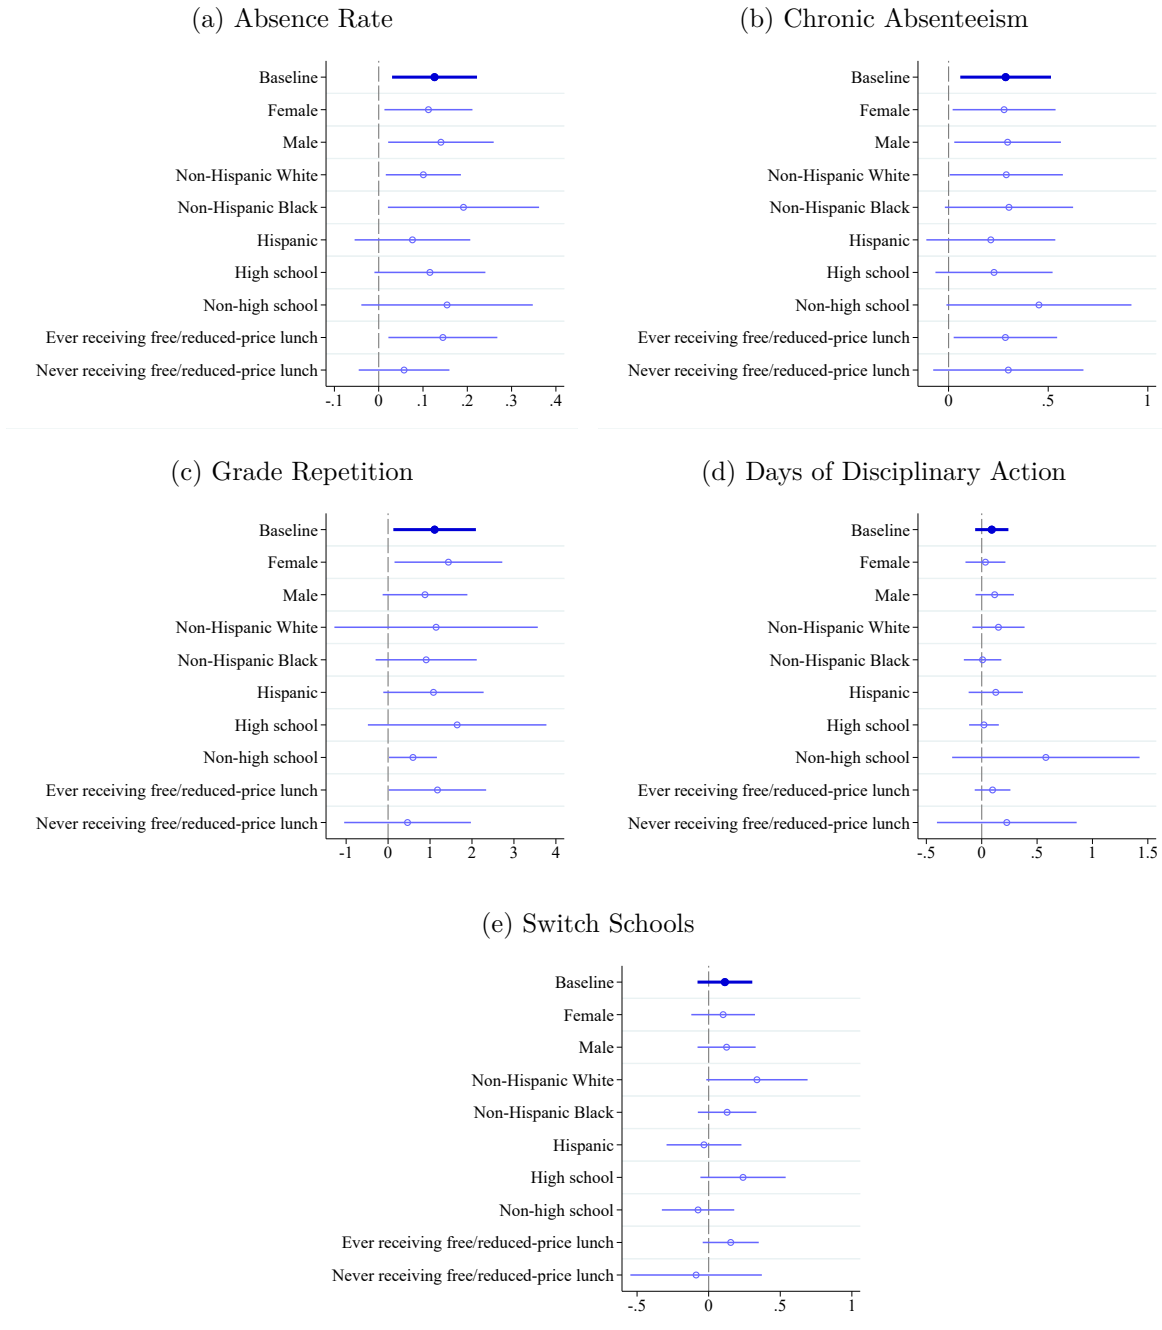 (a) Absence Rate
Baseline
Female
Male
Non-Hispanic White
Non-Hispanic Black
Hispanic
High school
Non-high school
Ever receiving free/reduced-price lunch
Never receiving free/reduced-price lunch
-.1 0 .1 .2 .3 .4
(b) Chronic Absenteeism
Baseline
Female
Male
Non-Hispanic White
Non-Hispanic Black
Hispanic
High school
Non-high school
Ever receiving free/reduced-price lunch
Never receiving free/reduced-price lunch
0 .5 1
(c) Grade Repetition
Baseline
Female
Male
Non-Hispanic White
Non-Hispanic Black
Hispanic
High school
Non-high school
Ever receiving free/reduced-price lunch
Never receiving free/reduced-price lunch
-1 0 1 2 3 4
(d) Days of Disciplinary Action
Baseline
Female
Male
Non-Hispanic White
Non-Hispanic Black
Hispanic
High school
Non-high school
Ever receiving free/reduced-price lunch
Never receiving free/reduced-price lunch
-.5 0 .5 1 1.5
(e) Switch Schools
Baseline
Female
Male
Non-Hispanic White
Non-Hispanic Black
Hispanic
High school
Non-high school
Ever receiving free/reduced-price lunch
Never receiving free/reduced-price lunch
-.5 0 .5 1